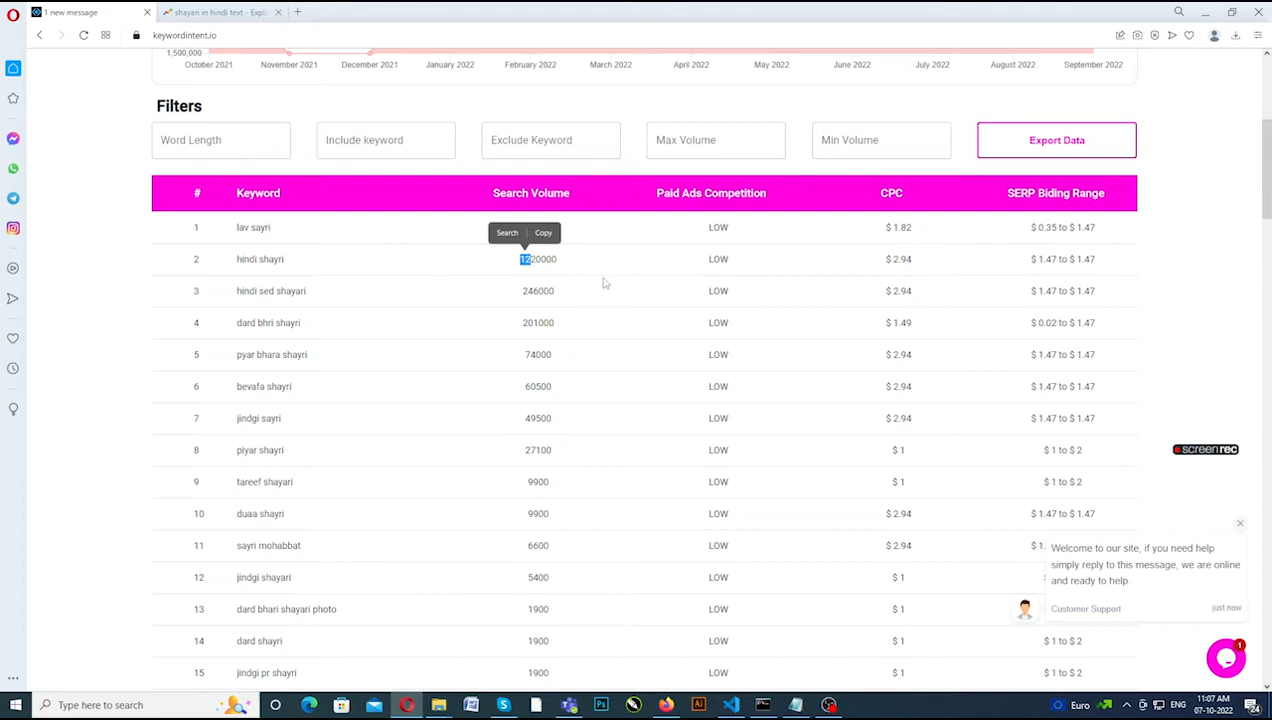 1 new message
shayari in hindi text - Explo
keywordintent.io
1,500,000
October 2021 November 2021 December 2021 January 2022 February 2022 March 2022 April 2022 May 2022 June 2022 July 2022 August 2022 September 2022
Filters
Word Length Include keyword Exclude Keyword Max Volume Min Volume Export Data
# Keyword Search Volume Paid Ads Competition CPC SERP Biding Range
1 lav sayri LOW $ 1.82 $ 0.35 to $ 1.47
Search Copy
2 hindi shayri 1220000 LOW $ 2.94 $ 1.47 to $ 1.47
3 hindi sed shayari 246000 LOW $ 2.94 $ 1.47 to $ 1.47
4 dard bhri shayri 201000 LOW $ 1.49 $ 0.02 to $ 1.47
5 pyar bhara shayri 74000 LOW $ 2.94 $ 1.47 to $ 1.47
6 bevafa shayri 60500 LOW $ 2.94 $ 1.47 to $ 1.47
7 jindgi sayri 49500 LOW $ 2.94 $ 1.47 to $ 1.47
8 piyar shayri 27100 LOW $ 1 $ 1 to $ 2
screenrec
9 tareef shayari 9900 LOW $ 1 $ 1 to $ 2
10 duaa shayri 9900 LOW $ 2.94 $ 1.47 to $ 1.47
11 sayri mohabbat 6600 LOW $ 2.94 $ 1.
12 jindgi shayari 5400 LOW $ 1
13 dard bhari shayari photo 1900 LOW $ 1
14 dard shayri 1900 LOW $ 1 $ 1 to $ 2
15 jindgi pr shayri 1900 LOW $ 1 $ 1 to $ 2
Welcome to our site, if you need help
simply reply to this message, we are online
and ready to help.
Customer Support just now
1
Type here to search
Euro
ENG
11:07 AM
07-10-2022
24